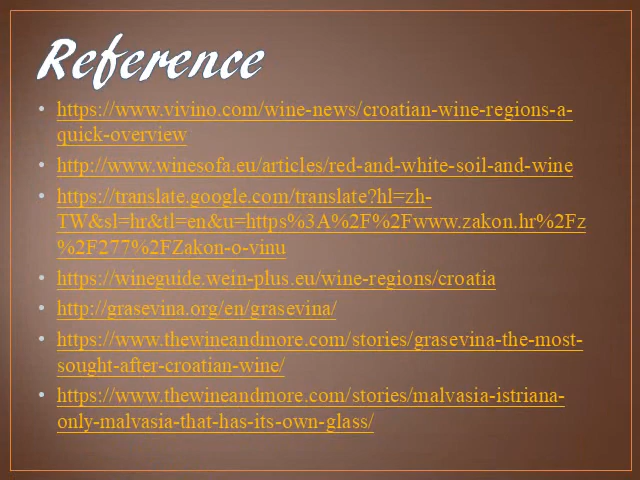 Reference
• https://www.vivino.com/wine-news/croatian-wine-regions-a-
quick-overview
• http://www.winesofa.eu/articles/red-and-white-soil-and-wine
• https://translate.google.com/translate?hl=zh-
TW&sl=hr&tl=en&u=https%3A%2F%2Fwww.zakon.hr%2Fz
%2F277%2FZakon-o-vinu
• https://wineguide.wein-plus.eu/wine-regions/croatia
• http://grasevina.org/en/grasevina/
• https://www.thewineandmore.com/stories/grasevina-the-most-
sought-after-croatian-wine/
• https://www.thewineandmore.com/stories/malvasia-istriana-
only-malvasia-that-has-its-own-glass/